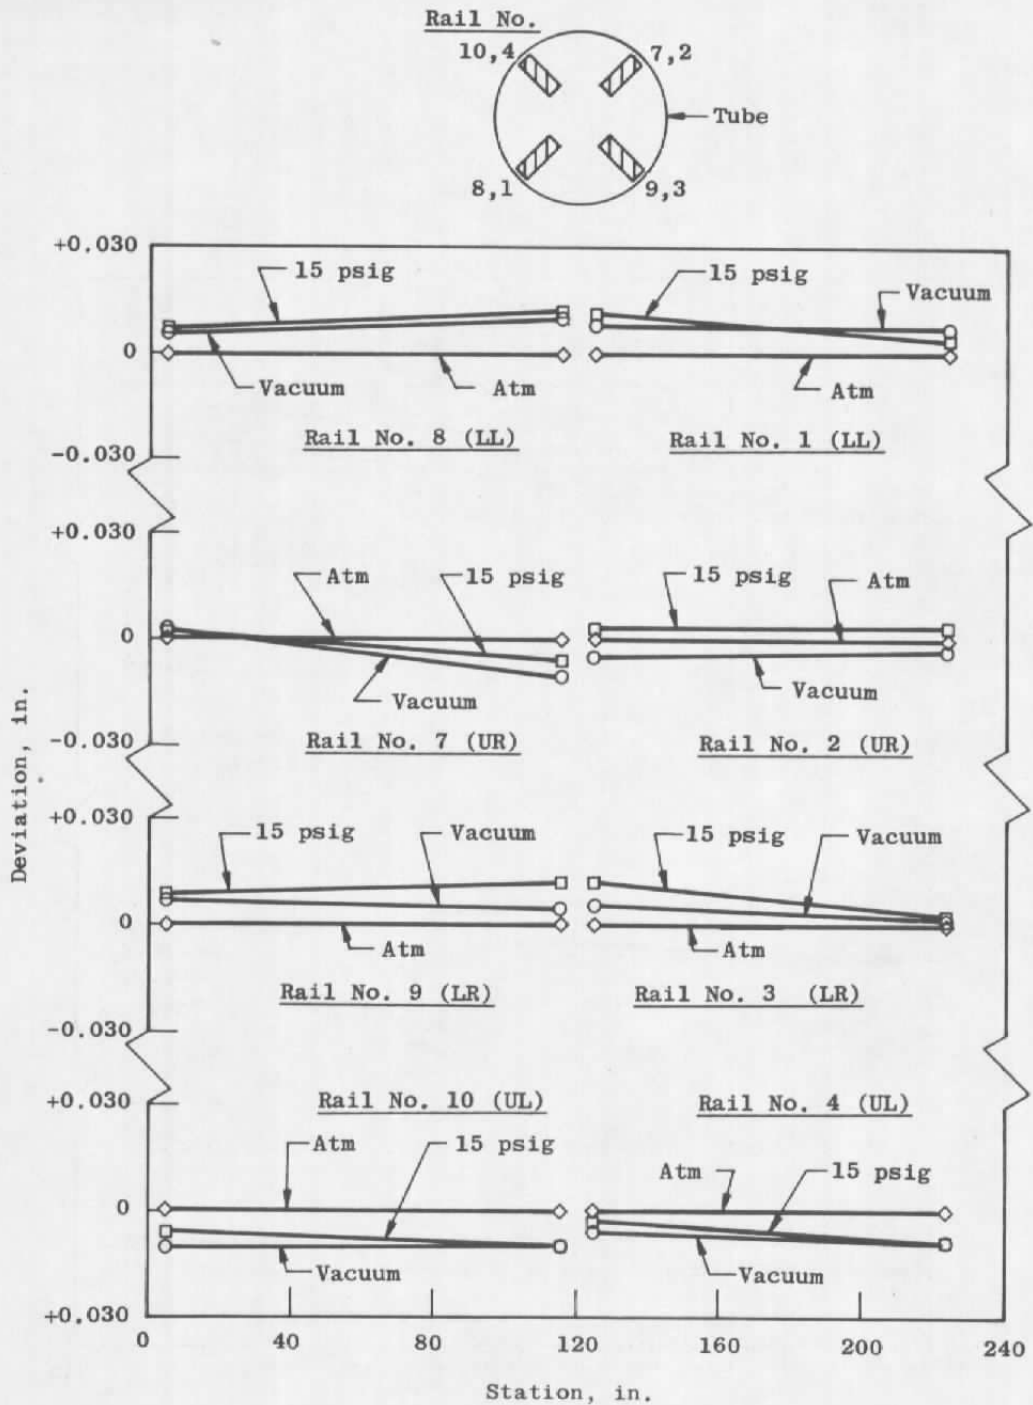 Rail No.
10,4
7,2
Tube
8,1
9,3
+0.030
15 psig
15 psig
Vacuum
0
Vacuum
Atm
Atm
Rail No. 8 (LL)
Rail No. 1 (LL)
-0.030
+0.030
Atm
15 psig
15 psig
Atm
0
Vacuum
Vacuum
Rail No. 7 (UR)
Rail No. 2 (UR)
-0.030
Deviation, in.
+0.030
15 psig
Vacuum
15 psig
Vacuum
0
Atm
Atm
Rail No. 9 (LR)
Rail No. 3 (LR)
-0.030
+0.030
Rail No. 10 (UL)
Rail No. 4 (UL)
Atm
15 psig
Atm
15 psig
0
Vacuum
Vacuum
+0.030
0
40
80
120
160
200
240
Station, in.